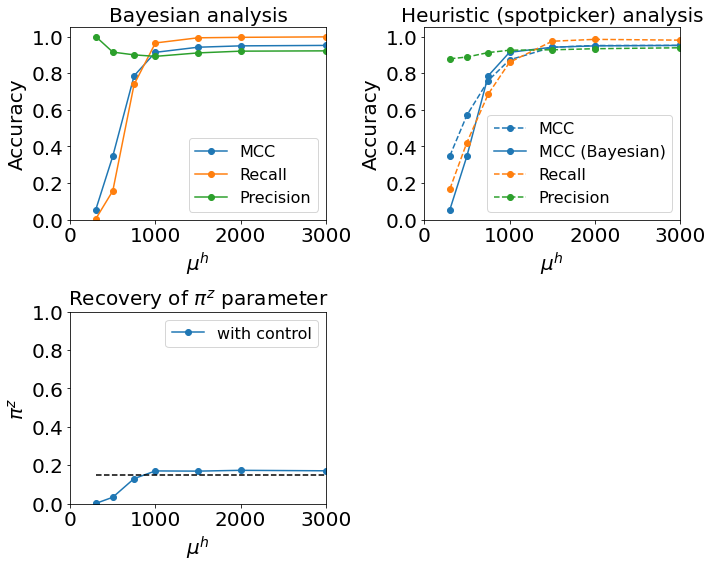 Bayesian analysis
Accuracy
1.0
0.8
0.6
0.4
0.2
0.0
MCC
Recall
Precision
0 1000 2000 3000
μ^h
Heuristic (spotpicker) analysis
Accuracy
1.0
0.8
0.6
0.4
0.2
0.0
MCC
MCC (Bayesian)
Recall
Precision
0 1000 2000 3000
μ^h
Recovery of π^z parameter
π^z
1.0
0.8
0.6
0.4
0.2
0.0
with control
0 1000 2000 3000
μ^h